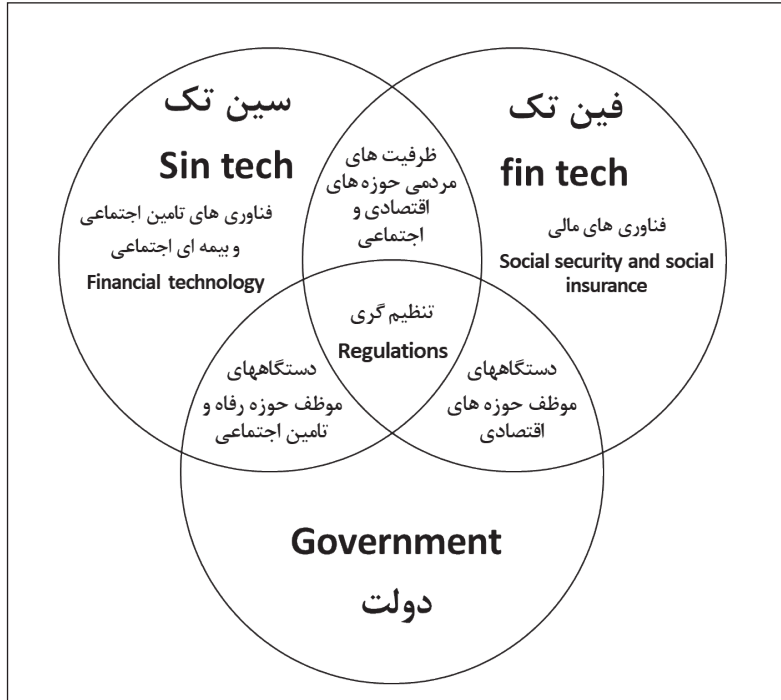 سین تک
Sin tech
فناوری های تامین اجتماعی
و بیمه ای اجتماعی
Financial technology
فین تک
fin tech
فناوری های مالی
Social security and social
insurance
ظرفیت های
مردمی حوزه های
اقتصادی و
اجتماعی
تنظیم گری
Regulations
دستگاههای
موظف حوزه رفاه و
تامین اجتماعی
دستگاههای
موظف حوزه های
اقتصادی
Government
دولت